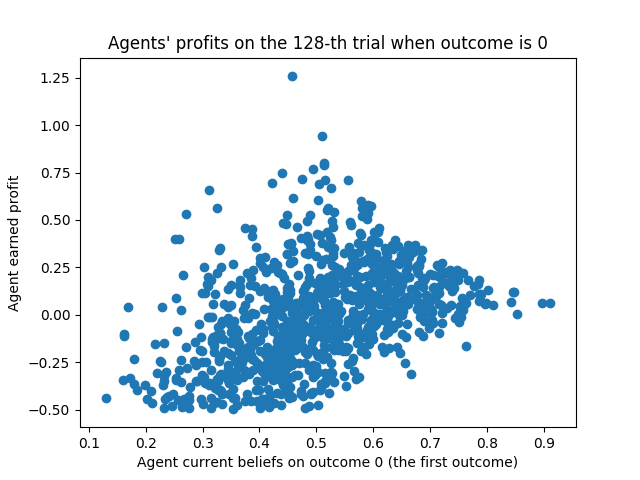 Agents' profits on the 128-th trial when outcome is 0
Agent earned profit
1.25
1.00
0.75
0.50
0.25
0.00
−0.25
−0.50
0.1 0.2 0.3 0.4 0.5 0.6 0.7 0.8 0.9
Agent current beliefs on outcome 0 (the first outcome)